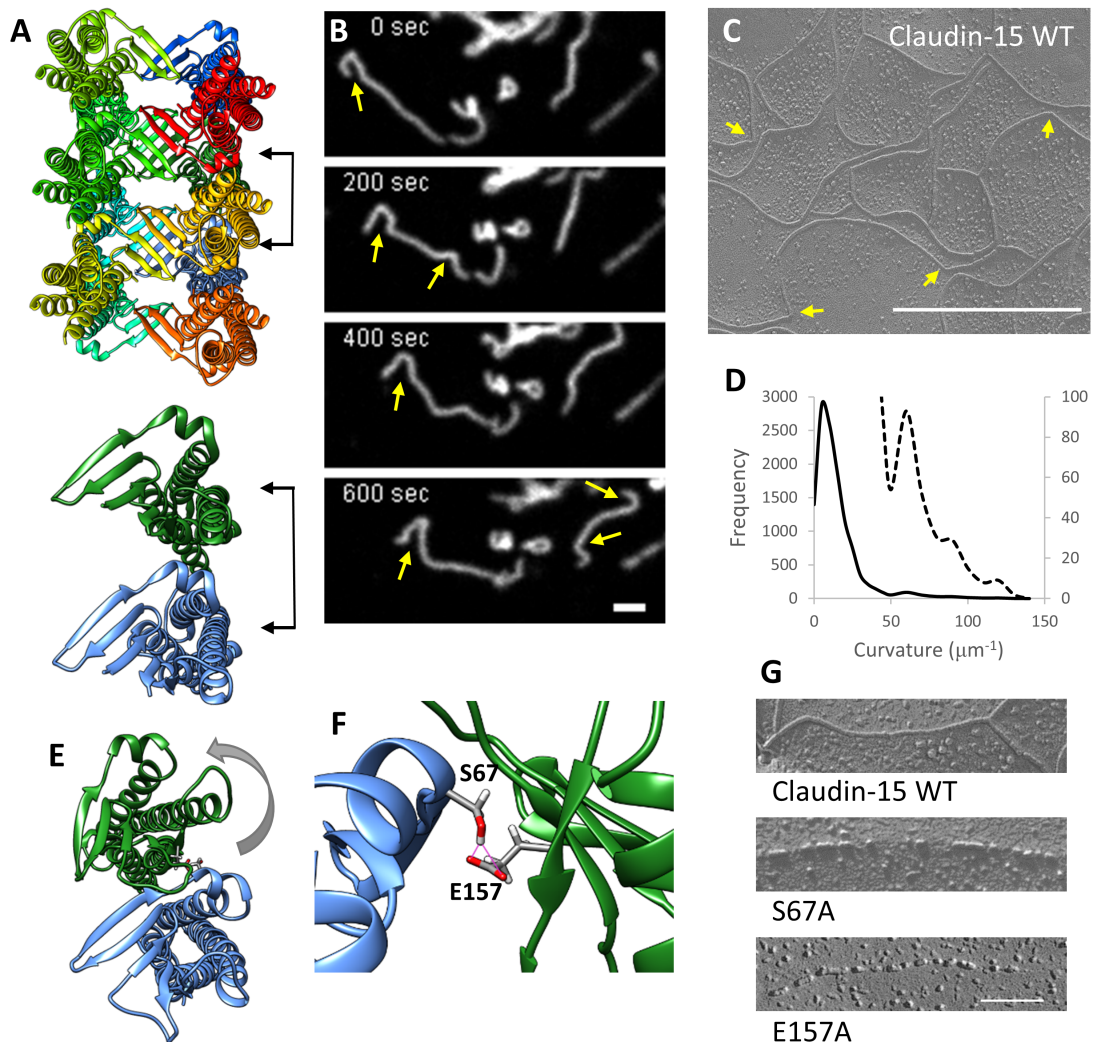 A
B
0 sec
200 sec
400 sec
600 sec
C
Claudin-15 WT
D
3000
2500
2000
1500
1000
500
0
Frequency
100
80
60
40
20
0
0
50
100
150
Curvature (μm⁻¹)
E
F
S67
E157
G
Claudin-15 WT
S67A
E157A